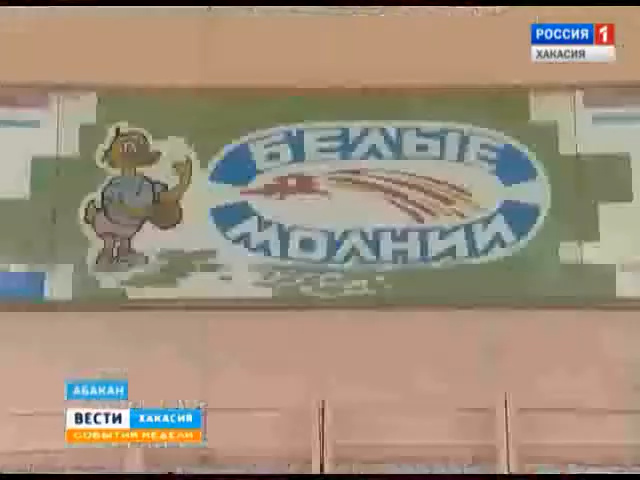 РОССИЯ 1
ХАКАСИЯ
БЕЛЫЕ
МОЛНИИ
АБАКАН
ВЕСТИ ХАКАСИЯ
СОБЫТИЯ НЕДЕЛИ